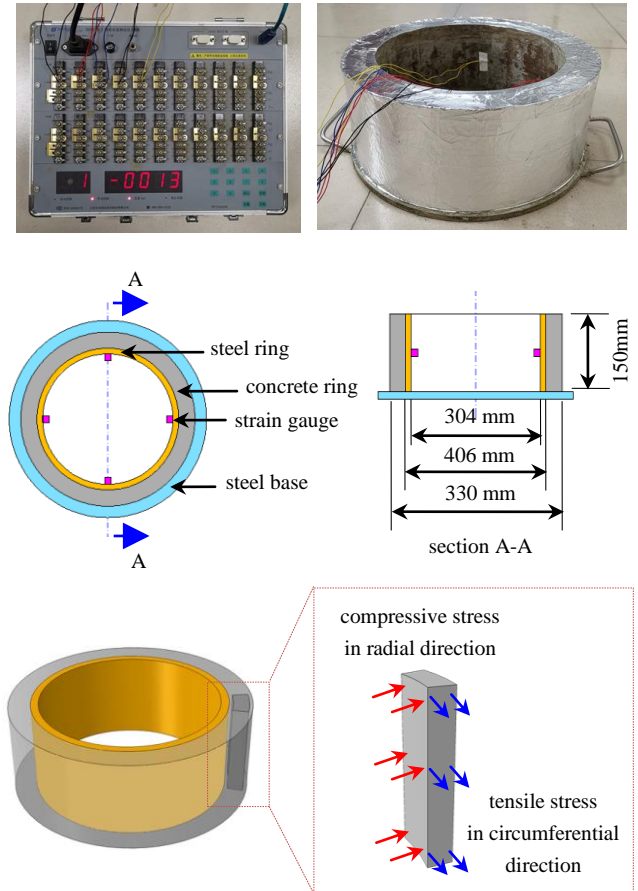 1 -0013
A
steel ring
concrete ring
strain gauge
steel base
A
150mm
304 mm
406 mm
330 mm
section A-A
compressive stress
in radial direction
tensile stress
in circumferential
direction